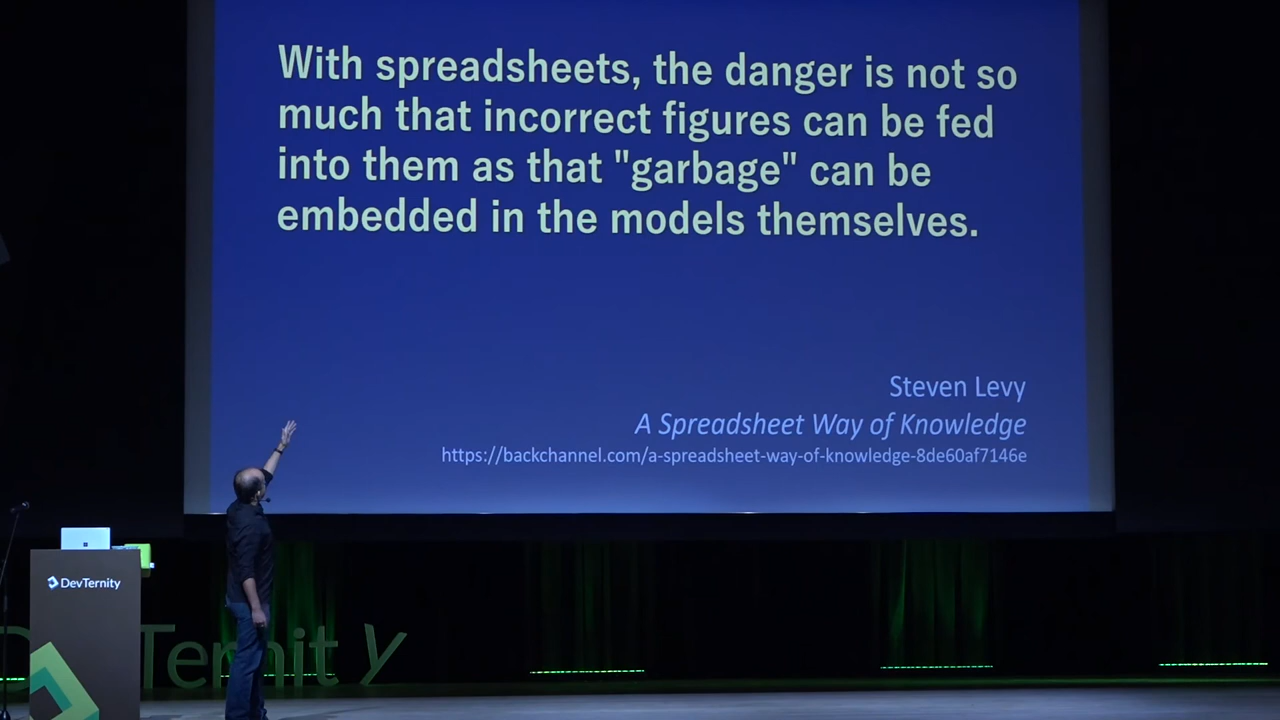 With spreadsheets, the danger is not so
much that incorrect figures can be fed
into them as that "garbage" can be
embedded in the models themselves.
Steven Levy
A Spreadsheet Way of Knowledge
https://backchannel.com/a-spreadsheet-way-of-knowledge-8de60af7146e
DevTernity
DevTernity